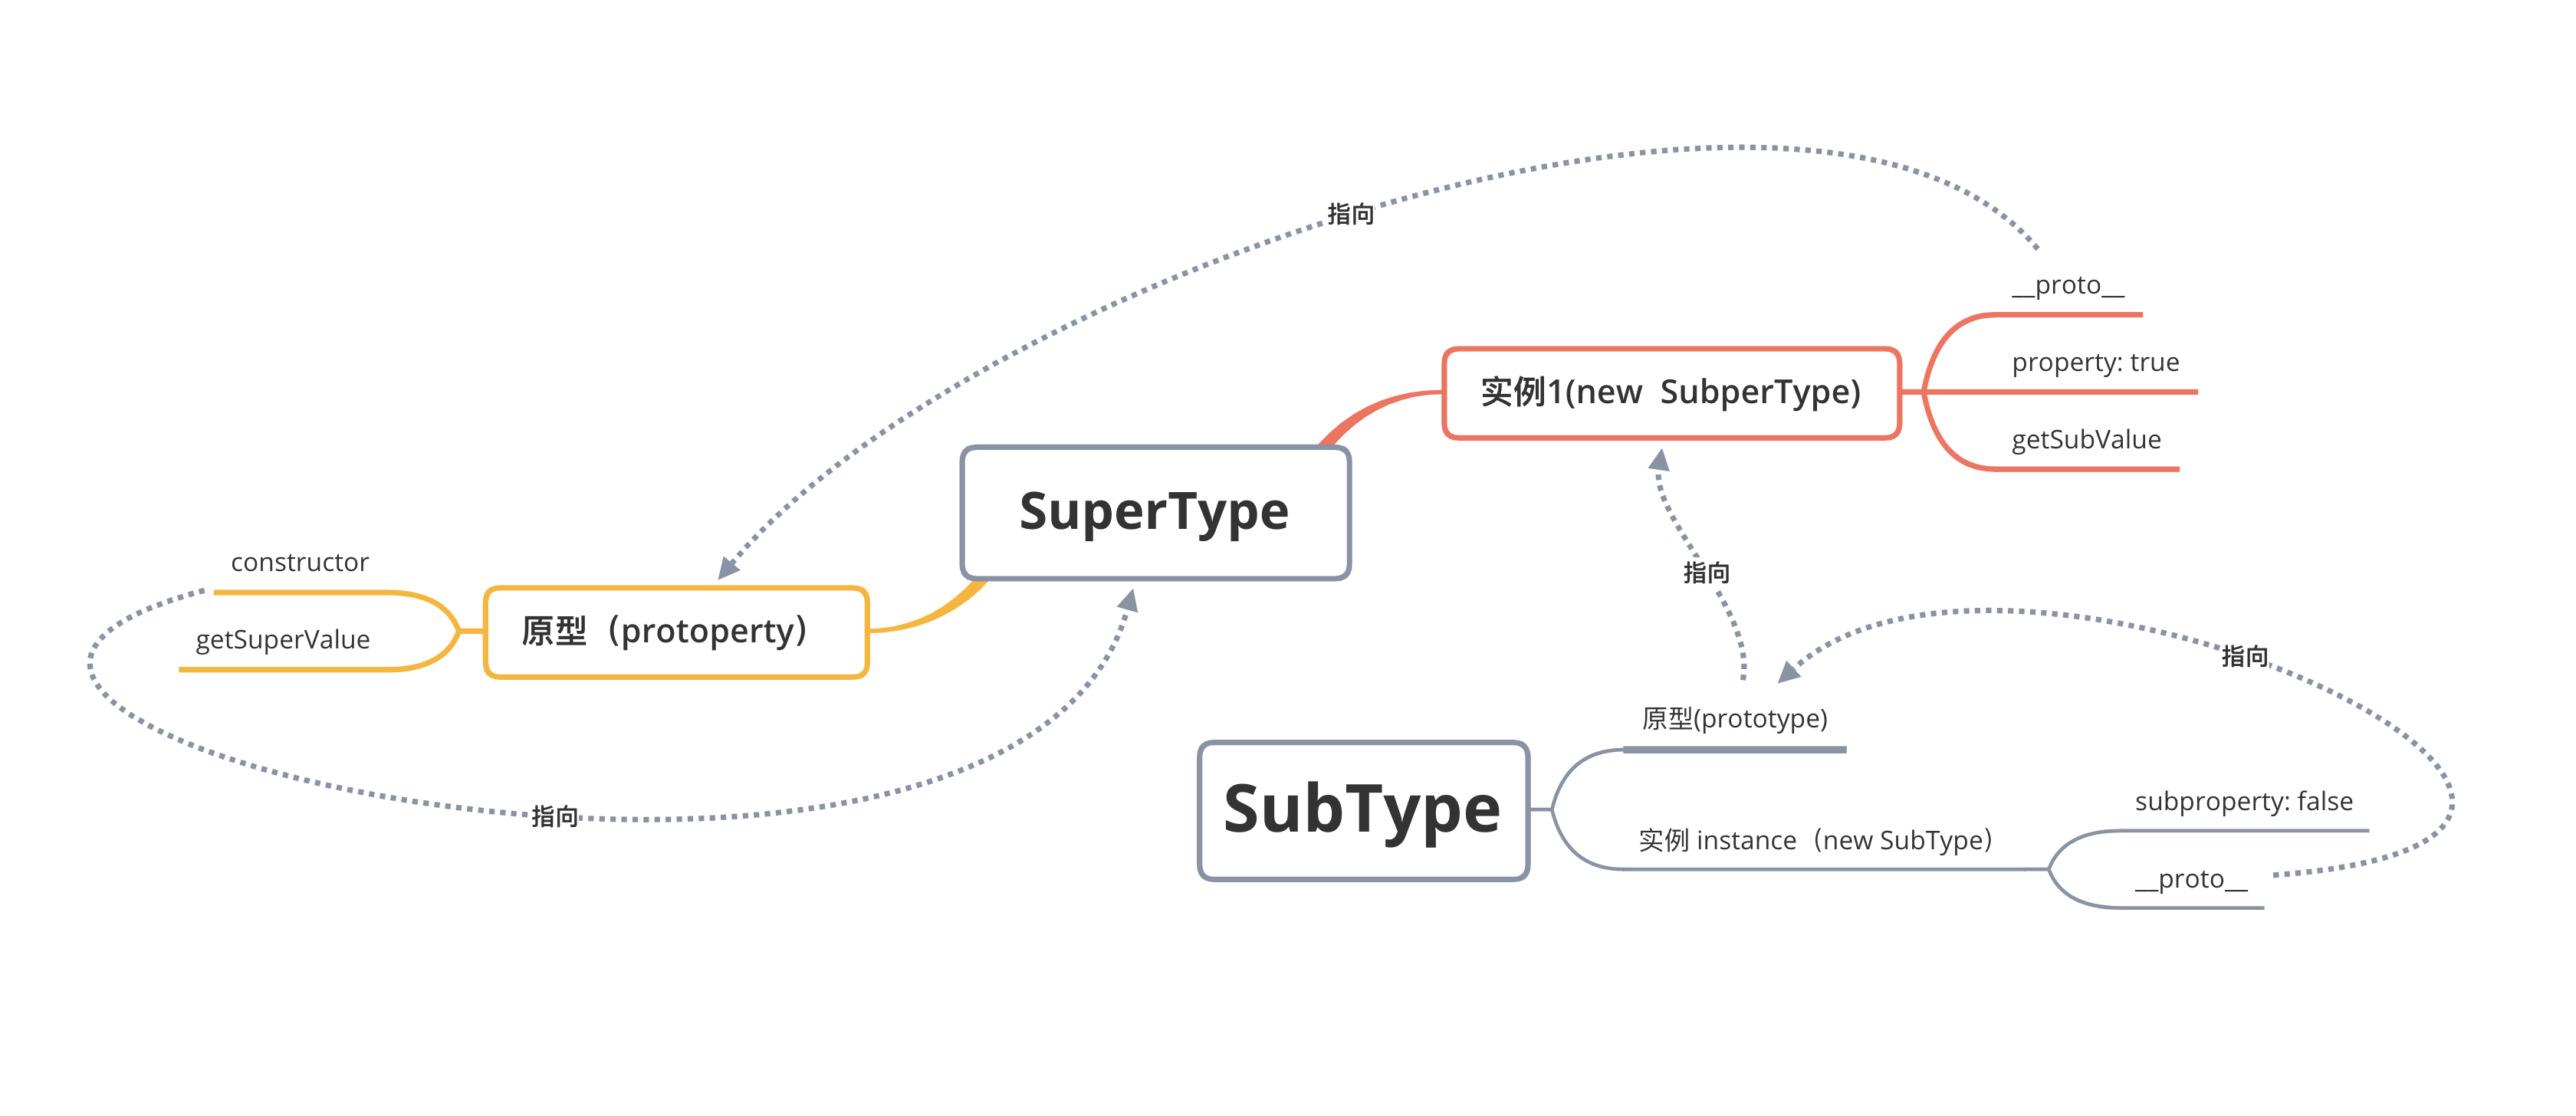 指向
__proto__
property: true
实例1(new  SubperType)
getSubValue
SuperType
constructor
指向
原型（protoperty）
getSuperValue
指向
原型(prototype)
subproperty: false
SubType
指向
实例 instance（new SubType）
__proto__